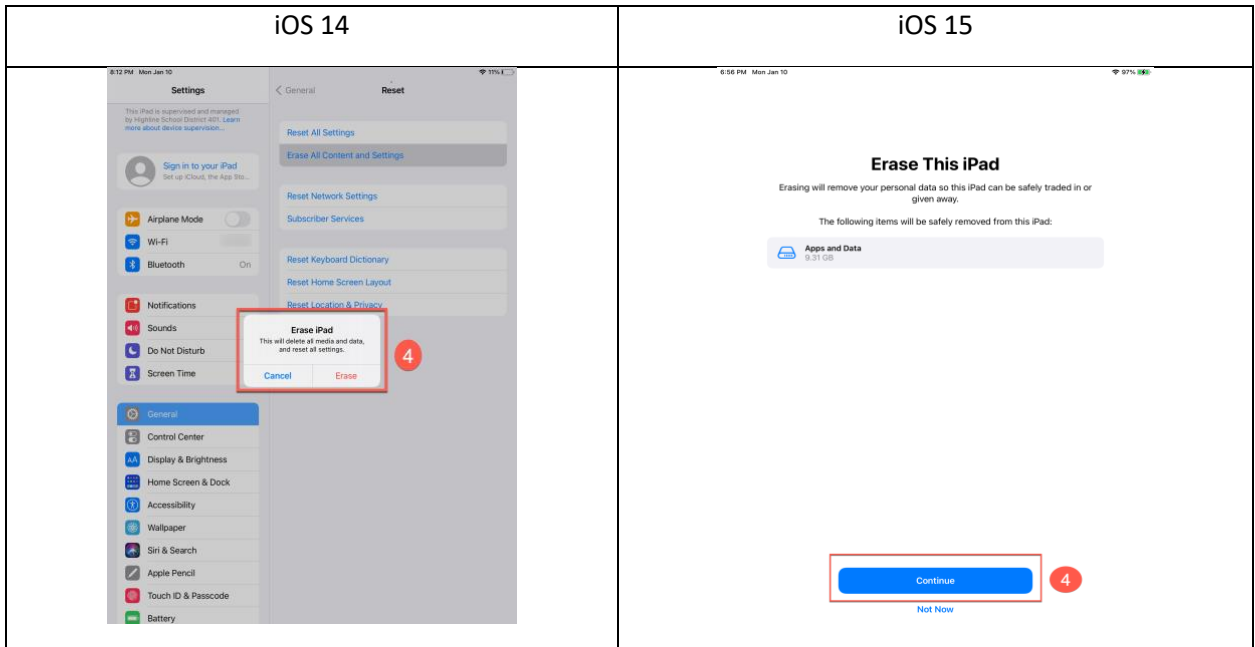 iOS 14
iOS 15
8:12 PM Mon Jan 10
11%
Settings
This iPad is supervised and managed
by Highline School District 401. Learn
more about device supervision...
Sign in to your iPad
Set up iCloud, the App Sto...
Airplane Mode
Wi-Fi
Bluetooth On
Notifications
Sounds
Do Not Disturb
Screen Time
General
Control Center
Display & Brightness
Home Screen & Dock
Accessibility
Wallpaper
Siri & Search
Apple Pencil
Touch ID & Passcode
Battery
General Reset
Reset All Settings
Erase All Content and Settings
Reset Network Settings
Subscriber Services
Reset Keyboard Dictionary
Reset Home Screen Layout
Reset Location & Privacy
Erase iPad
This will delete all media and data,
and reset all settings.
Cancel Erase
4
6:56 PM Mon Jan 10
97%
Erase This iPad
Erasing will remove your personal data so this iPad can be safely traded in or
given away.
The following items will be safely removed from this iPad:
Apps and Data
9.31 GB
Continue
4
Not Now